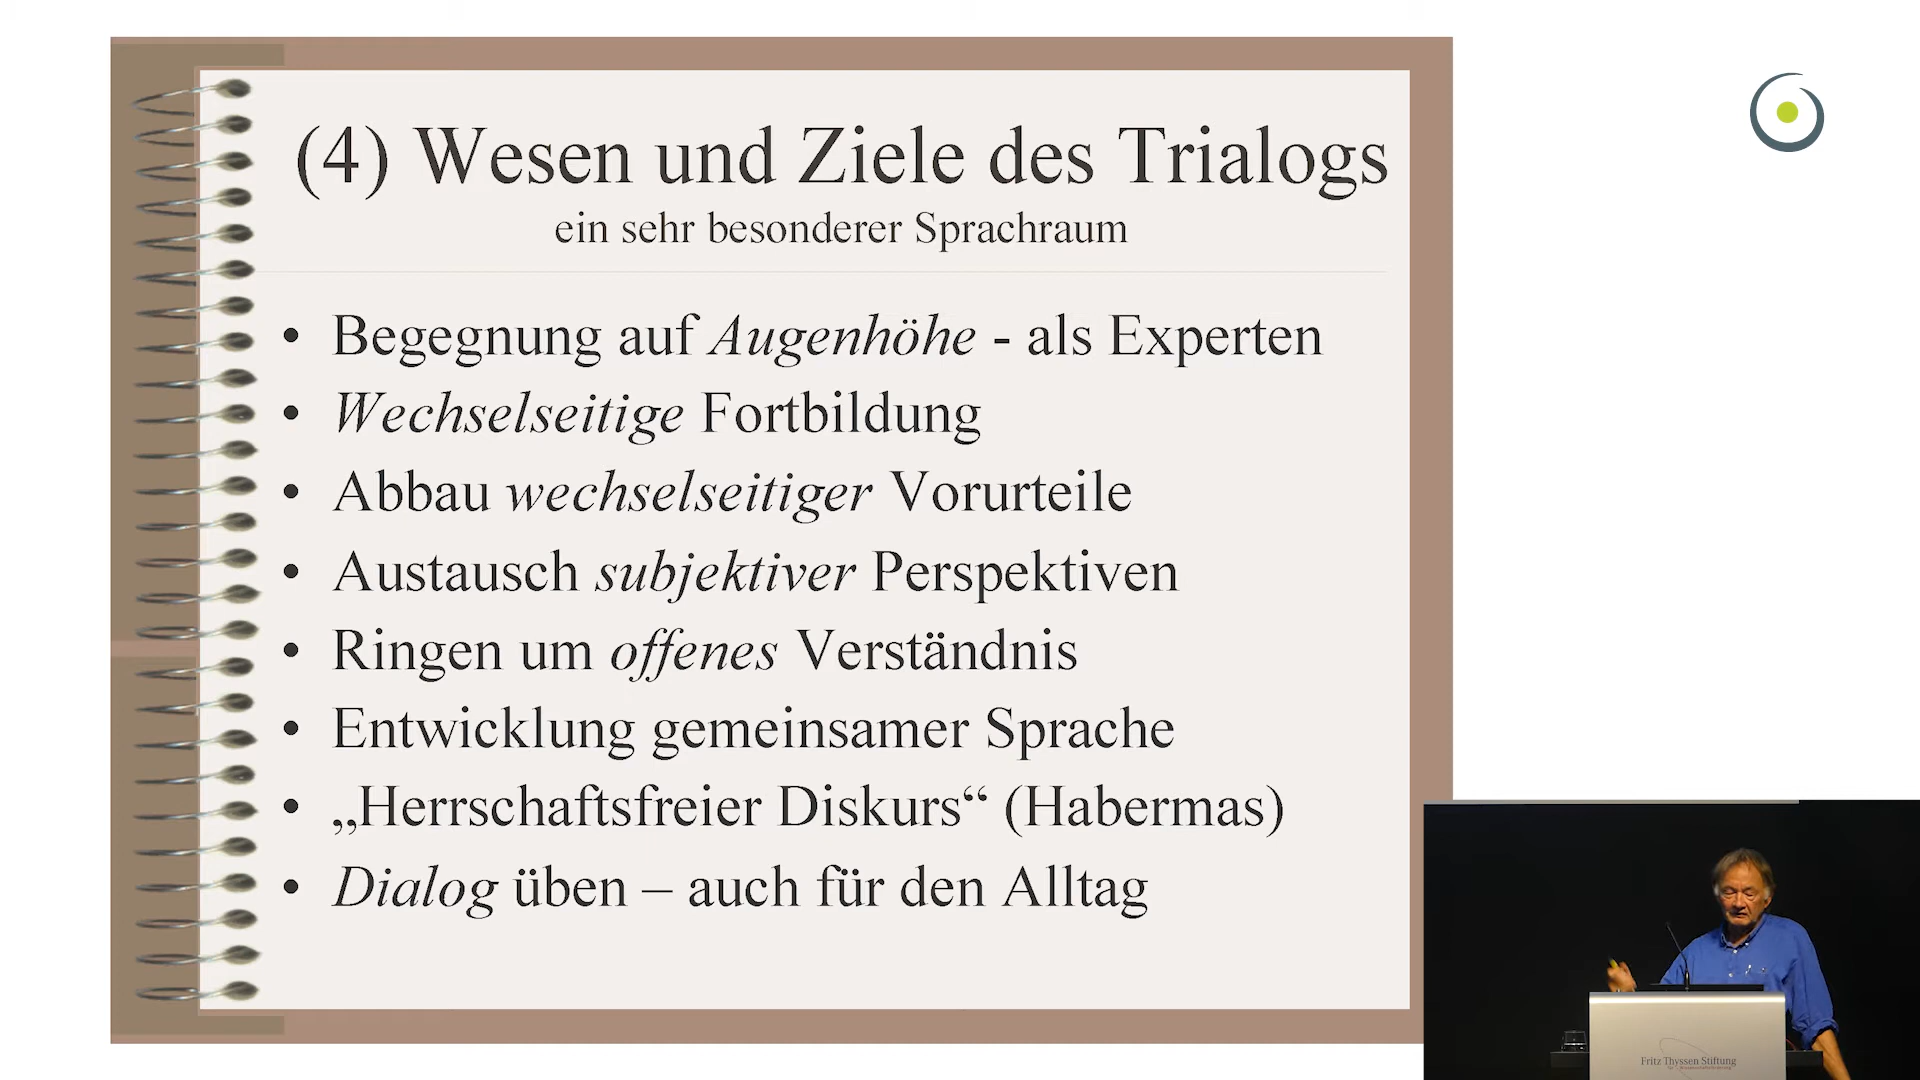 (4) Wesen und Ziele des Trialogs
ein sehr besonderer Sprachraum
• Begegnung auf Augenhöhe - als Experten
• Wechselseitige Fortbildung
• Abbau wechselseitiger Vorurteile
• Austausch subjektiver Perspektiven
• Ringen um offenes Verständnis
• Entwicklung gemeinsamer Sprache
• „Herrschaftsfreier Diskurs“ (Habermas)
• Dialog üben – auch für den Alltag
Fritz Thyssen Stiftung